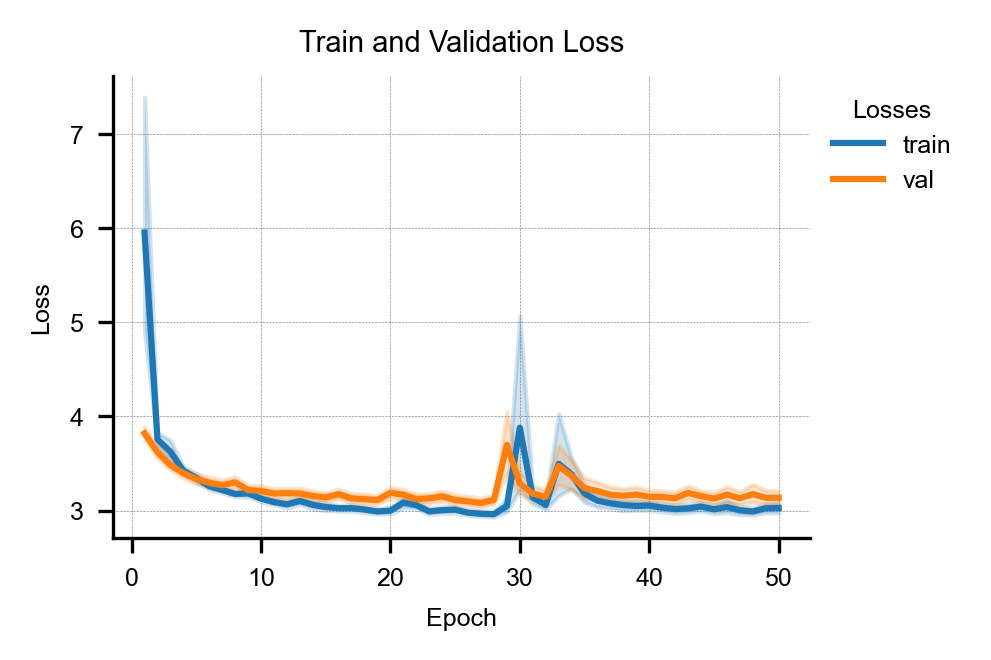 Train and Validation Loss
Losses
train
val
Loss
7
6
5
4
3
0 10 20 30 40 50
Epoch